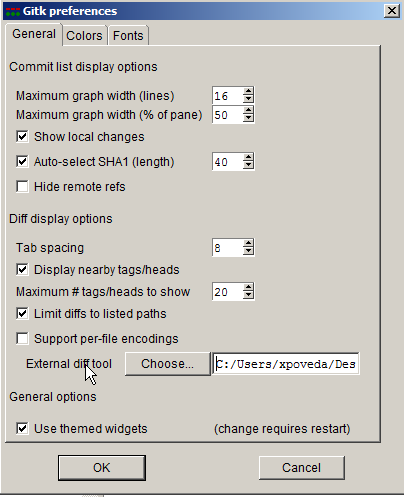 Gitk preferences
General Colors Fonts
Commit list display options
Maximum graph width (lines) 16
Maximum graph width (% of pane) 50
Show local changes
Auto-select SHA1 (length) 40
Hide remote refs
Diff display options
Tab spacing 8
Display nearby tags/heads
Maximum # tags/heads to show 20
Limit diffs to listed paths
Support per-file encodings
External diff tool Choose... C:/Users/xpoveda/Des
General options
Use themed widgets (change requires restart)
OK Cancel